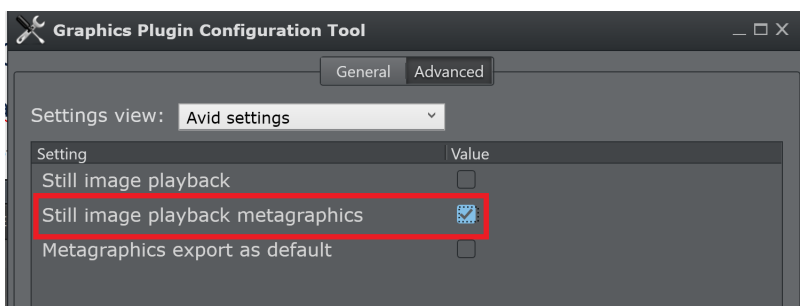 Graphics Plugin Configuration Tool
General Advanced
Settings view: Avid settings
Setting Value
Still image playback
Still image playback metagraphics
Metagraphics export as default